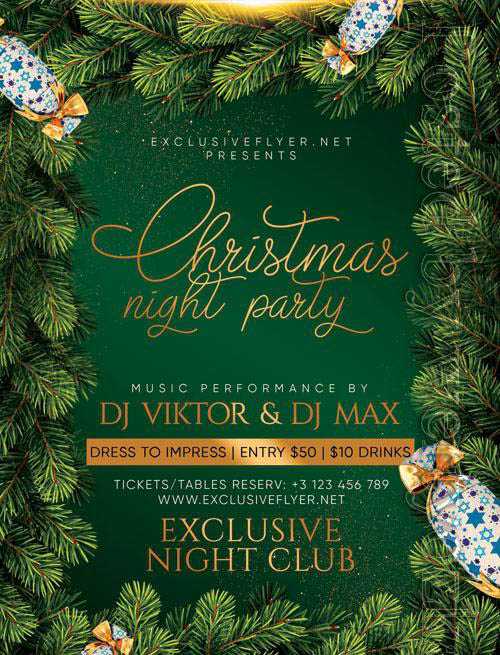 EXCLUSIVEFLYER.NET
PRESENTS
Christmas
night party
MUSIC PERFORMANCE BY
DJ VIKTOR & DJ MAX
DRESS TO IMPRESS | ENTRY $50 | $10 DRINKS
TICKETS/TABLES RESERV: +3 123 456 789
WWW.EXCLUSIVEFLYER.NET
EXCLUSIVE
NIGHT CLUB